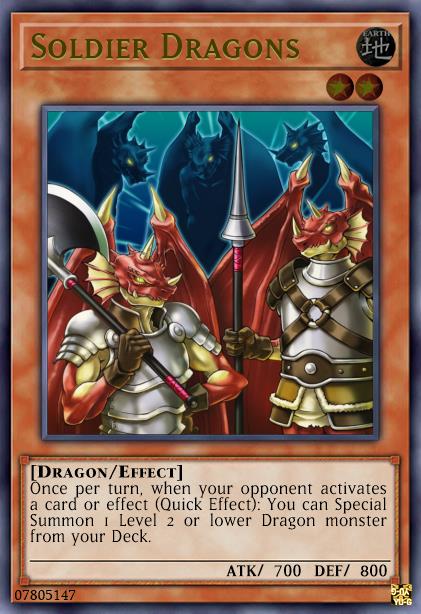 Soldier Dragons
EARTH
地
[Dragon/Effect]
Once per turn, when your opponent activates
a card or effect (Quick Effect): You can Special
Summon 1 Level 2 or lower Dragon monster
from your Deck.
ATK/ 700 DEF/ 800
07805147